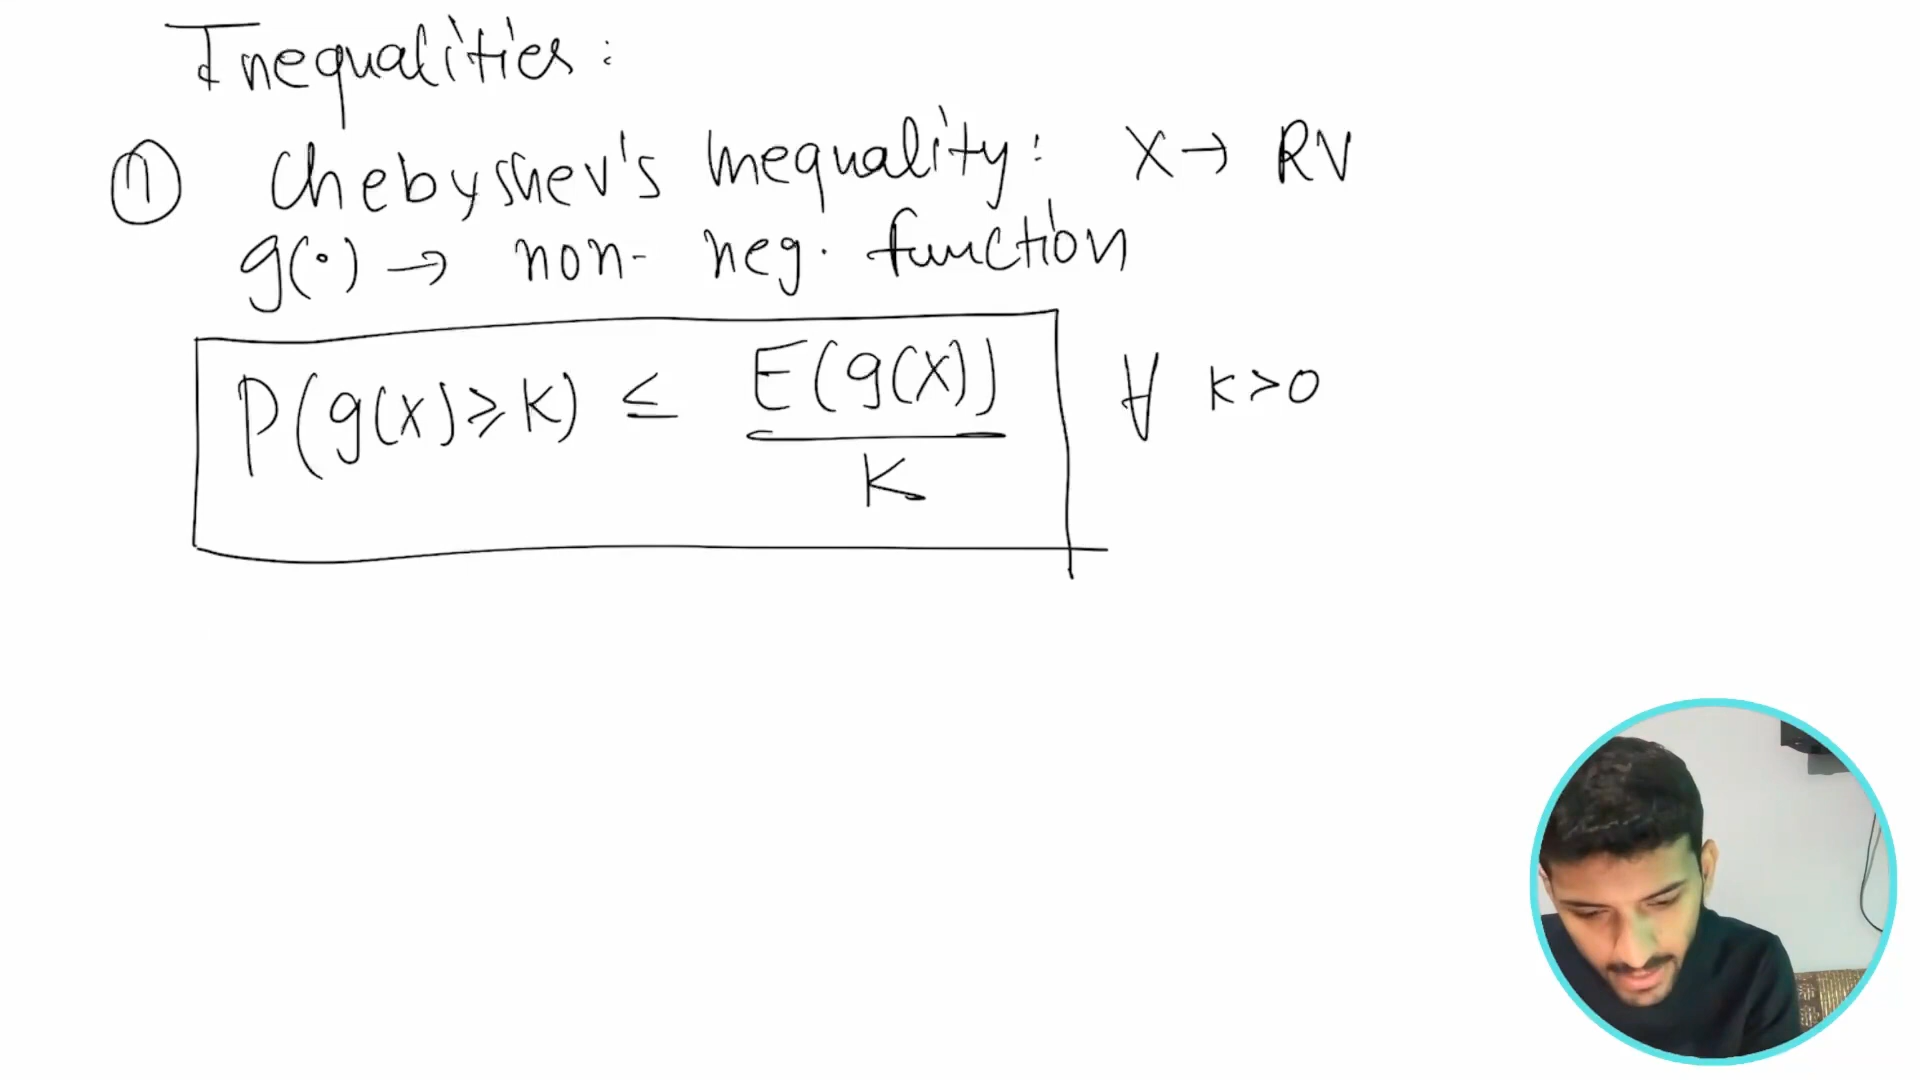 Inequalities :
① Chebyshev's Inequality : X → RV
g(·) → non- neg. function
P(g(X) ⩾ K) ≤ E(g(X)) / K ∀ K>0